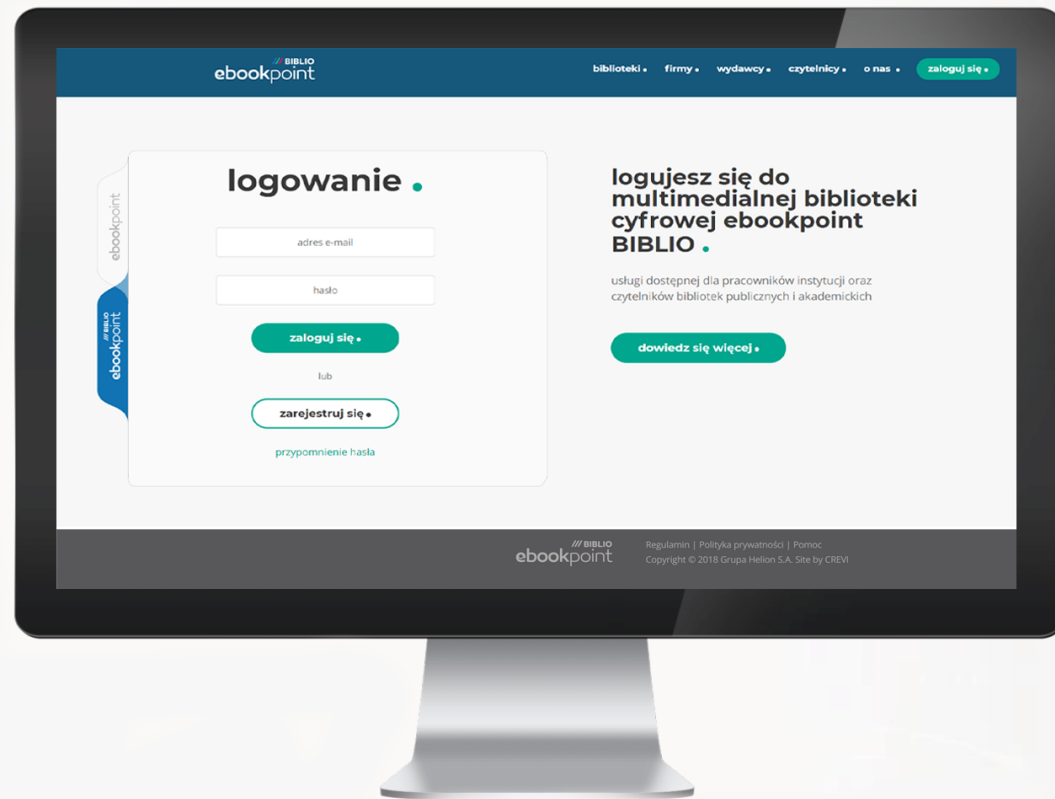 /// BIBLIO
ebookpoint
biblioteki • firmy • wydawcy • czytelnicy • o nas • zaloguj się •
ebookpoint
/// BIBLIO
ebookpoint
logowanie •
adres e-mail
hasło
zaloguj się •
lub
zarejestruj się •
przypomnienie hasła
logujesz się do
multimedialnej biblioteki
cyfrowej ebookpoint
BIBLIO •
usługi dostępnej dla pracowników instytucji oraz
czytelników bibliotek publicznych i akademickich
dowiedz się więcej •
/// BIBLIO
ebookpoint
Regulamin | Polityka prywatności | Pomoc
Copyright © 2018 Grupa Helion S.A. Site by CREVI